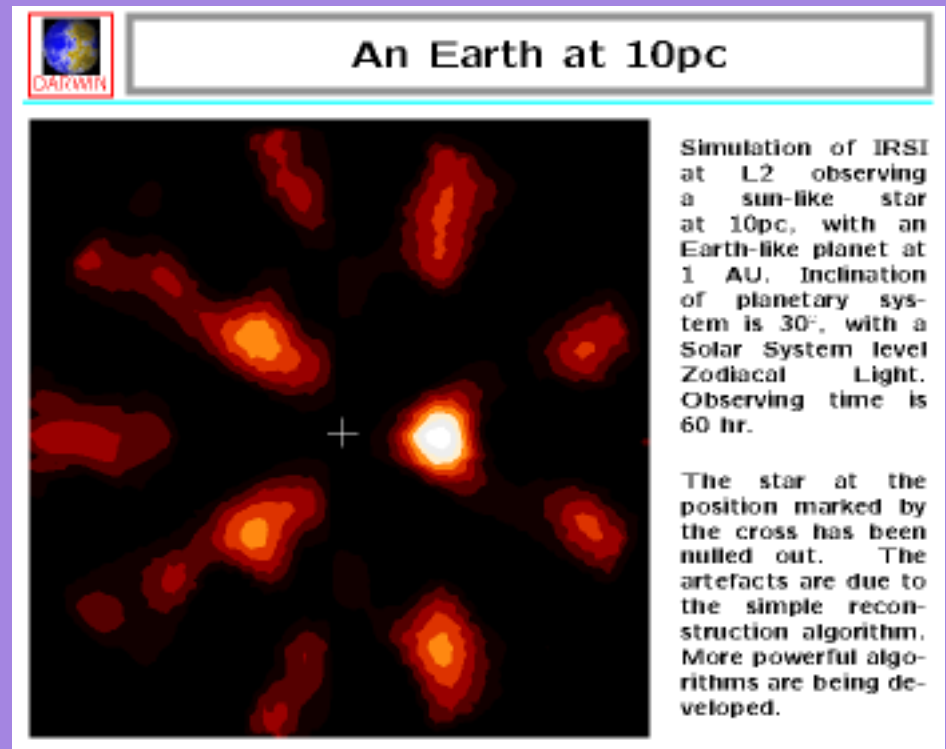 DARWIN
An Earth at 10pc
Simulation of IRSI
at L2 observing
a sun-like star
at 10pc, with an
Earth-like planet at
1 AU. Inclination
of planetary sys-
tem is 30°, with a
Solar System level
Zodiacal Light.
Observing time is
60 hr.
The star at the
position marked by
the cross has been
nulled out. The
artefacts are due to
the simple recon-
struction algorithm.
More powerful algo-
rithms are being de-
veloped.